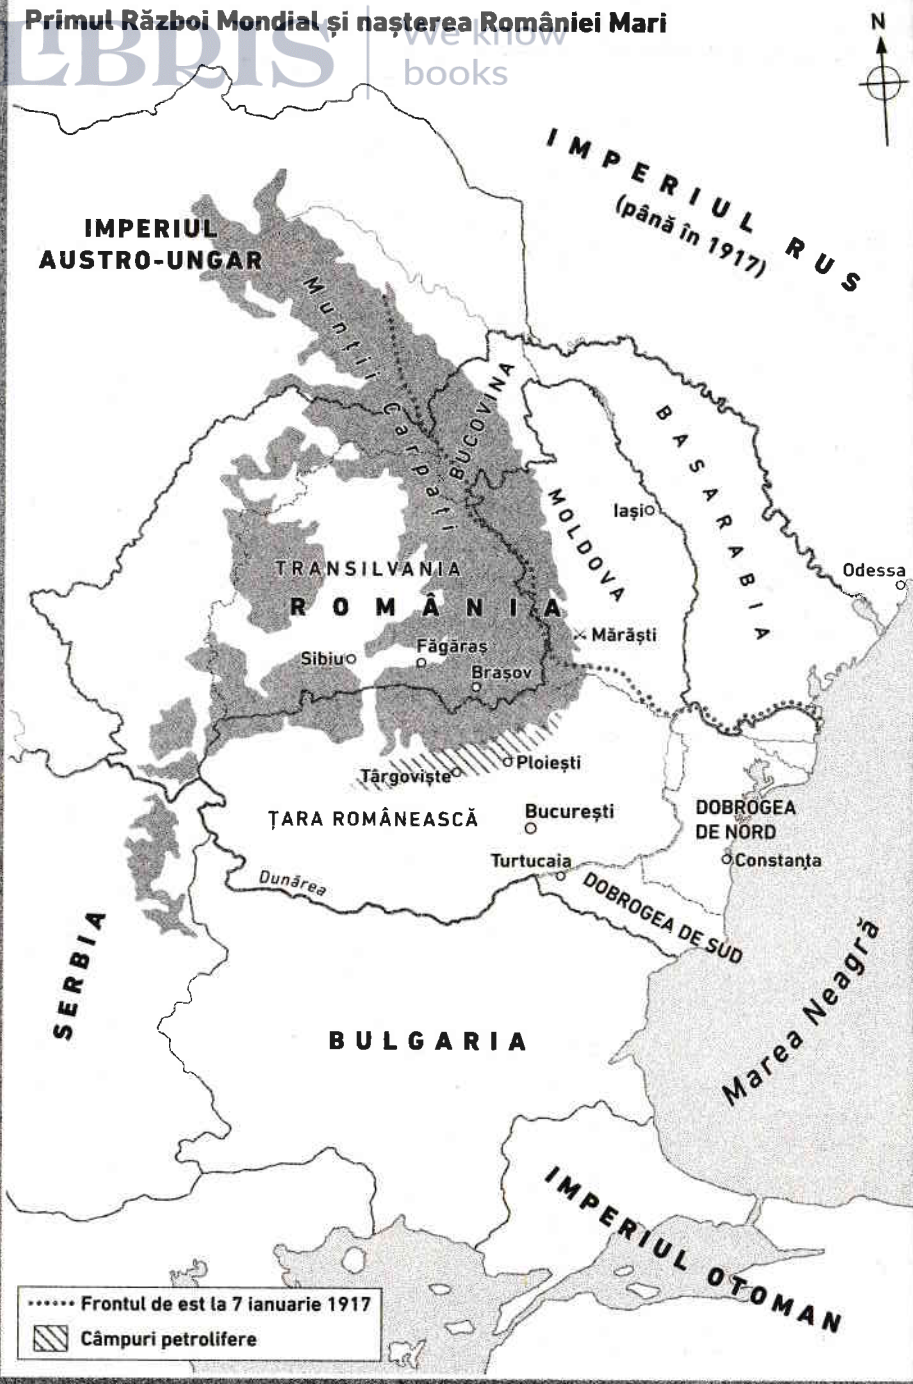 Primul Război Mondial și nașterea României Mari
LIBRIS
We know
books
N
IMPERIUL RUS
(până în 1917)
IMPERIUL
AUSTRO-UNGAR
Munții Carpați
BUCOVINA
BASARABIA
MOLDOVA
Iași
Odessa
TRANSILVANIA
ROMÂNIA
Mărăști
Făgăraș
Sibiu
Brașov
Ploiești
Târgoviște
ȚARA ROMÂNEASCĂ
București
DOBROGEA
DE NORD
Constanța
Turtucaia
Dunărea
DOBROGEA DE SUD
SERBIA
BULGARIA
Marea Neagră
IMPERIUL OTOMAN
Frontul de est la 7 ianuarie 1917
Câmpuri petrolifere